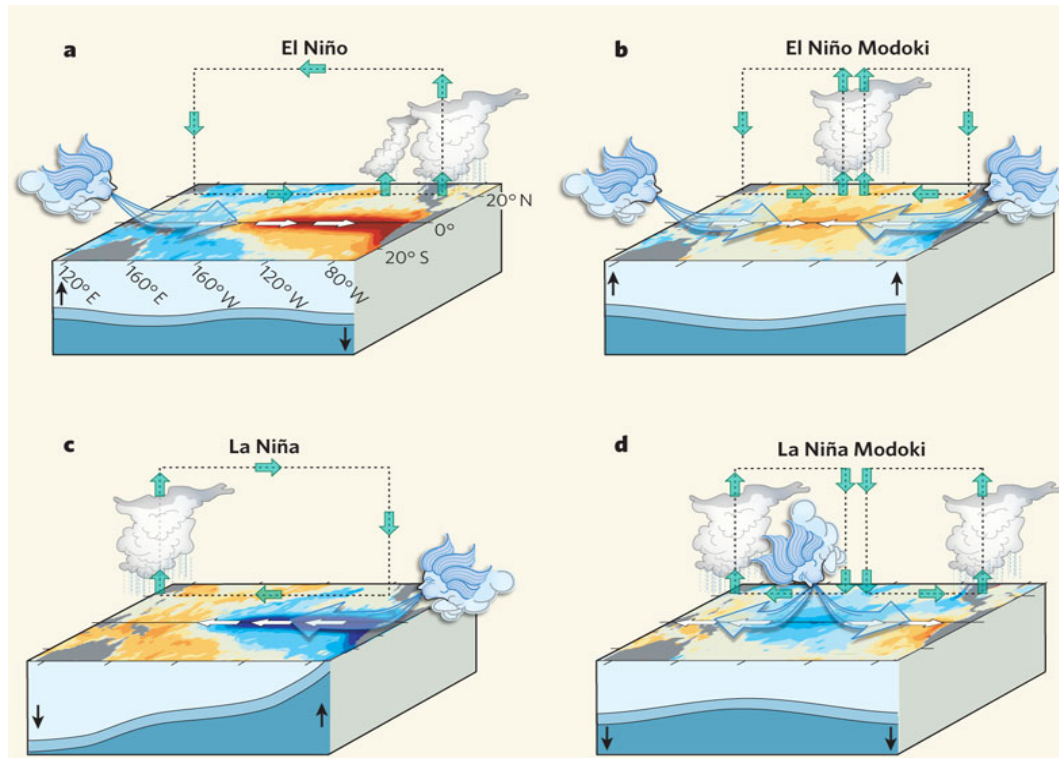 a
El Niño
20° N
0°
20° S
120° E
160° E
160° W
120° W
80° W
b
El Niño Modoki
c
La Niña
d
La Niña Modoki